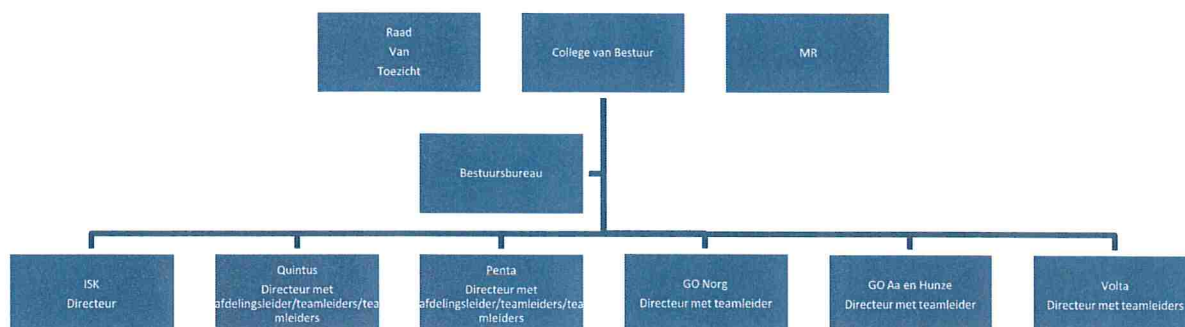 Raad
Van
Toezicht
College van Bestuur
MR
Bestuursbureau
ISK
Directeur
Quintus
Directeur met
afdelingsleider/teamleiders/tea
mleiders
Penta
Directeur met
afdelingsleider/teamleiders/tea
mleiders
GO Norg
Directeur met teamleider
GO Aa en Hunze
Directeur met teamleider
Volta
Directeur met teamleiders